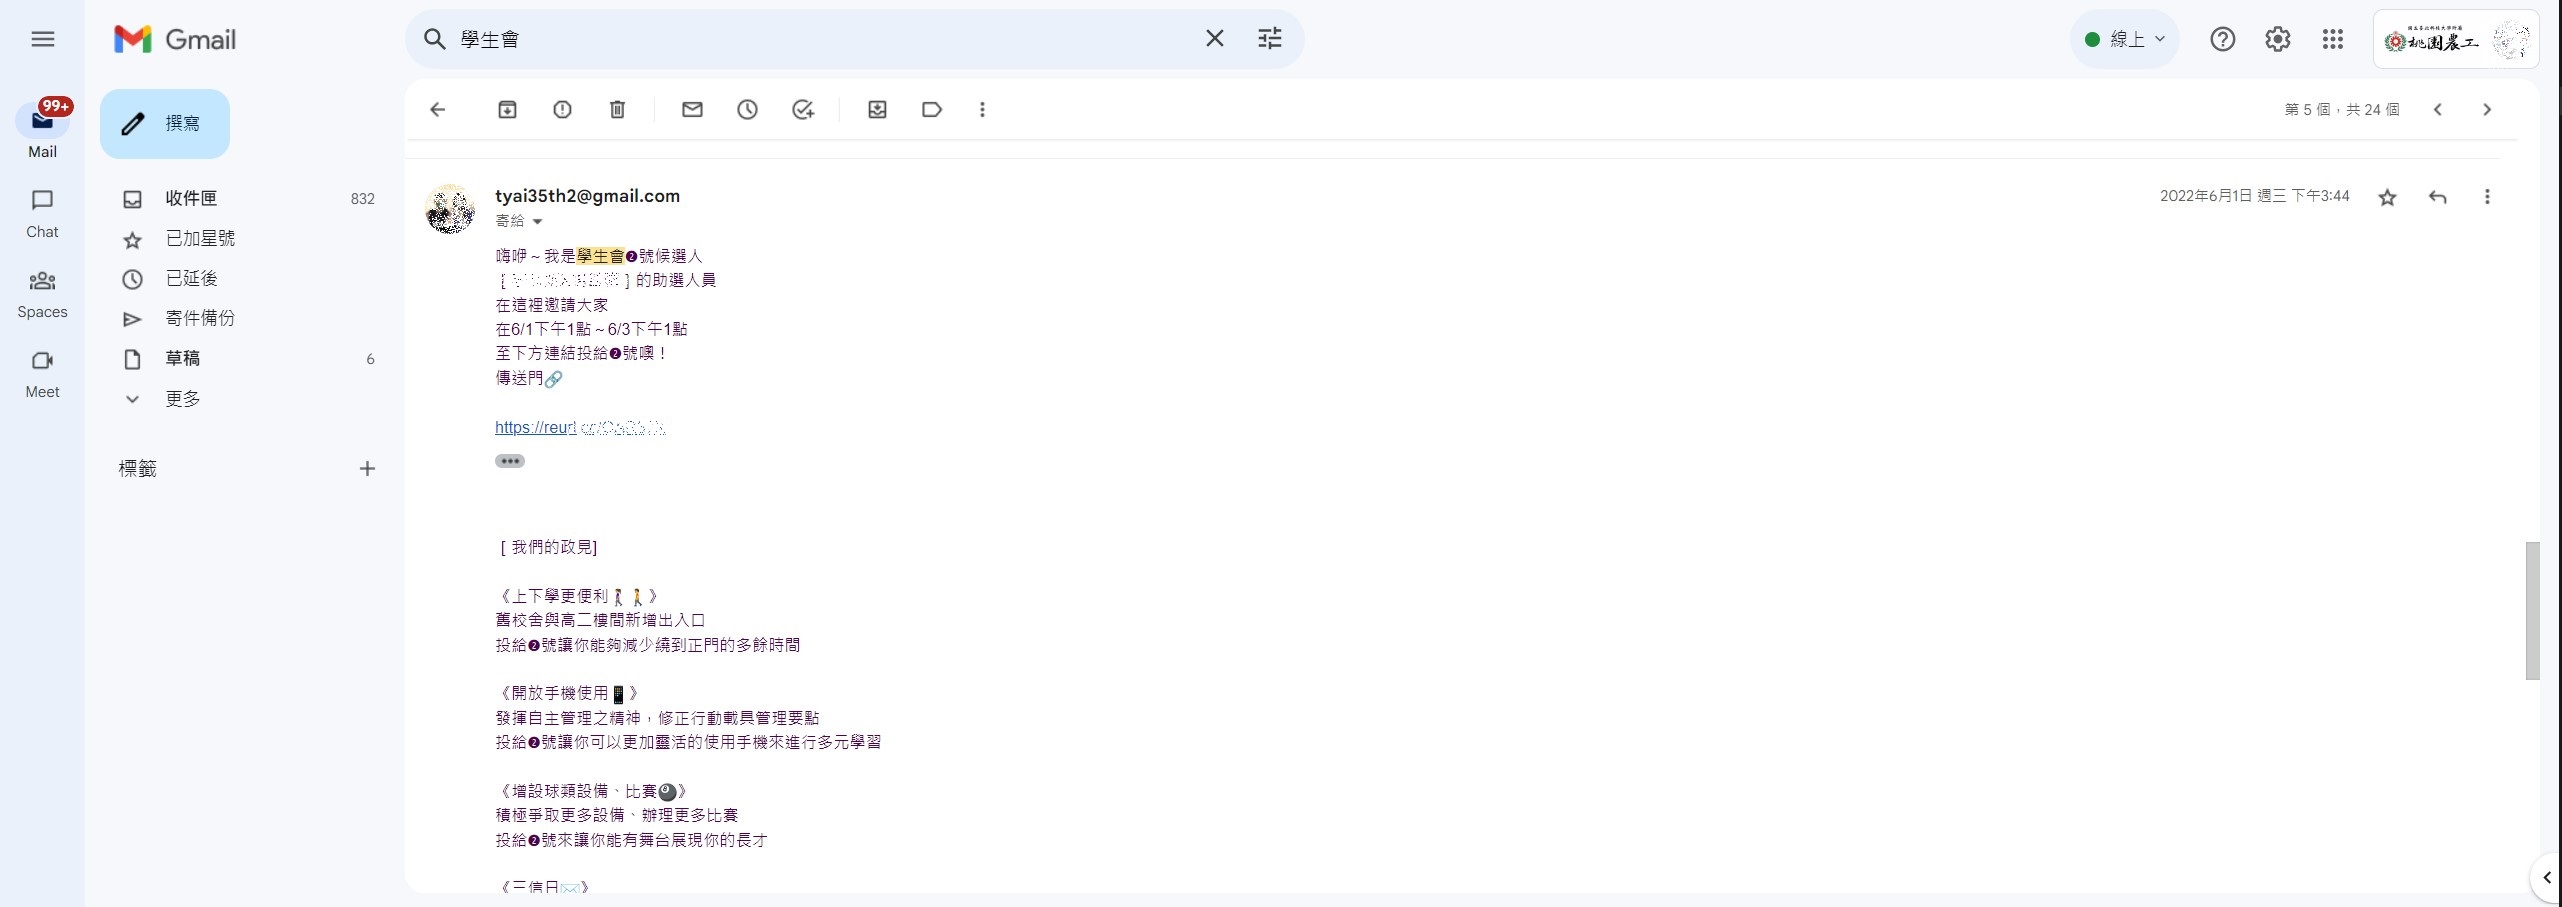 Gmail
學生會
線上
國立臺北科技大學附屬
桃園農工
99+
Mail
Chat
Spaces
Meet
撰寫
收件匣 832
已加星號
已延後
寄件備份
草稿 6
更多
標籤
第 5 個，共 24 個
tyai35th2@gmail.com
2022年6月1日 週三 下午3:44
寄給
嗨咿～我是學生會❷號候選人
[ ] 的助選人員
在這裡邀請大家
在6/1下午1點～6/3下午1點
至下方連結投給❷號噢！
傳送門🔗
https://reurl
[ 我們的政見]
《上下學更便利🚶‍♀️🚶》
舊校舍與高二樓間新增出入口
投給❷號讓你能夠減少繞到正門的多餘時間
《開放手機使用📱》
發揮自主管理之精神，修正行動載具管理要點
投給❷號讓你可以更加靈活的使用手機來進行多元學習
《增設球類設備、比賽🎱》
積極爭取更多設備、辦理更多比賽
投給❷號來讓你能有舞台展現你的長才
《三信日✉️》